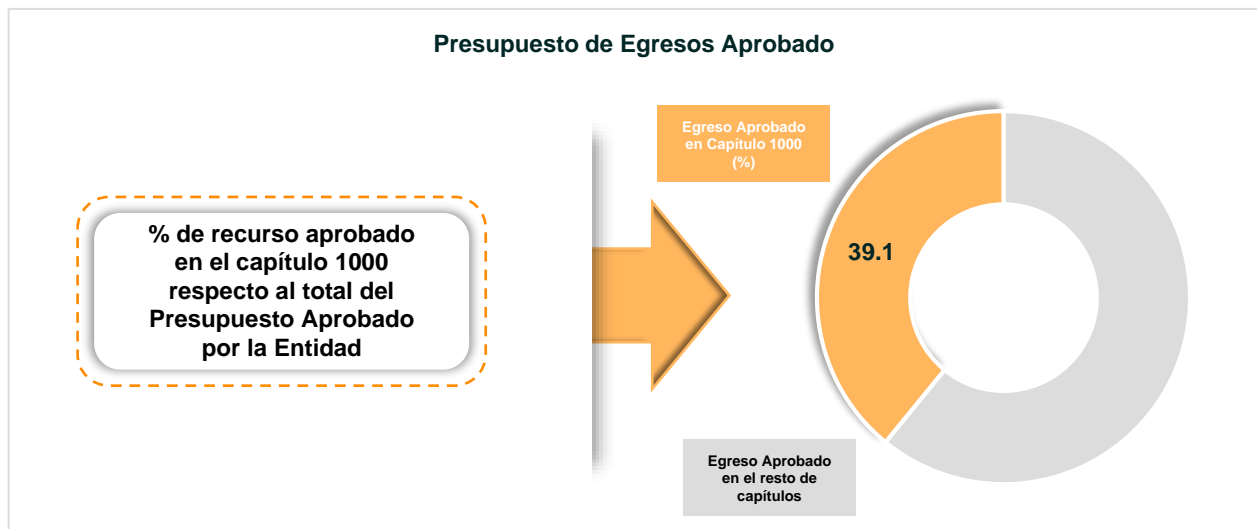 Presupuesto de Egresos Aprobado
% de recurso aprobado
en el capítulo 1000
respecto al total del
Presupuesto Aprobado
por la Entidad
Egreso Aprobado
en Capítulo 1000
(%)
39.1
Egreso Aprobado
en el resto de
capítulos